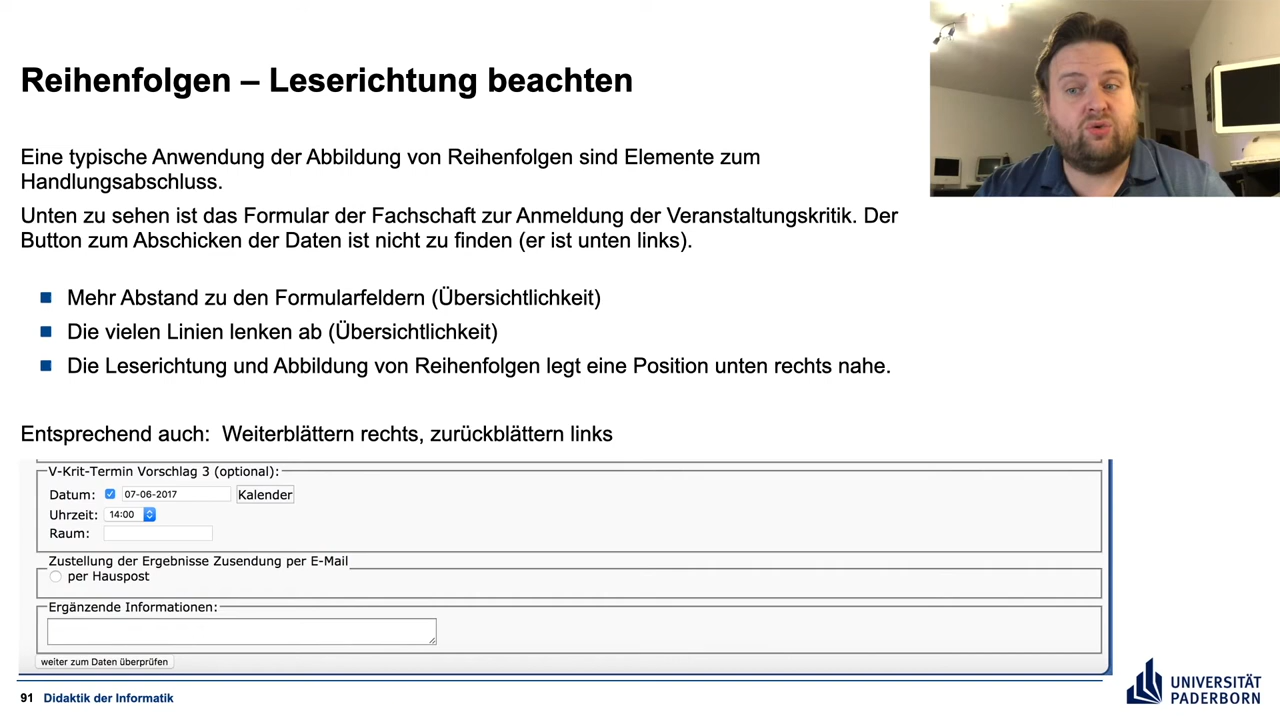 Reihenfolgen – Leserichtung beachten
Eine typische Anwendung der Abbildung von Reihenfolgen sind Elemente zum
Handlungsabschluss.
Unten zu sehen ist das Formular der Fachschaft zur Anmeldung der Veranstaltungskritik. Der
Button zum Abschicken der Daten ist nicht zu finden (er ist unten links).
Mehr Abstand zu den Formularfeldern (Übersichtlichkeit)
Die vielen Linien lenken ab (Übersichtlichkeit)
Die Leserichtung und Abbildung von Reihenfolgen legt eine Position unten rechts nahe.
Entsprechend auch: Weiterblättern rechts, zurückblättern links
V-Krit-Termin Vorschlag 3 (optional):
Datum: 07-06-2017 Kalender
Uhrzeit: 14:00
Raum:
Zustellung der Ergebnisse Zusendung per E-Mail
per Hauspost
Ergänzende Informationen:
weiter zum Daten überprüfen
91 Didaktik der Informatik
UNIVERSITÄT
PADERBORN